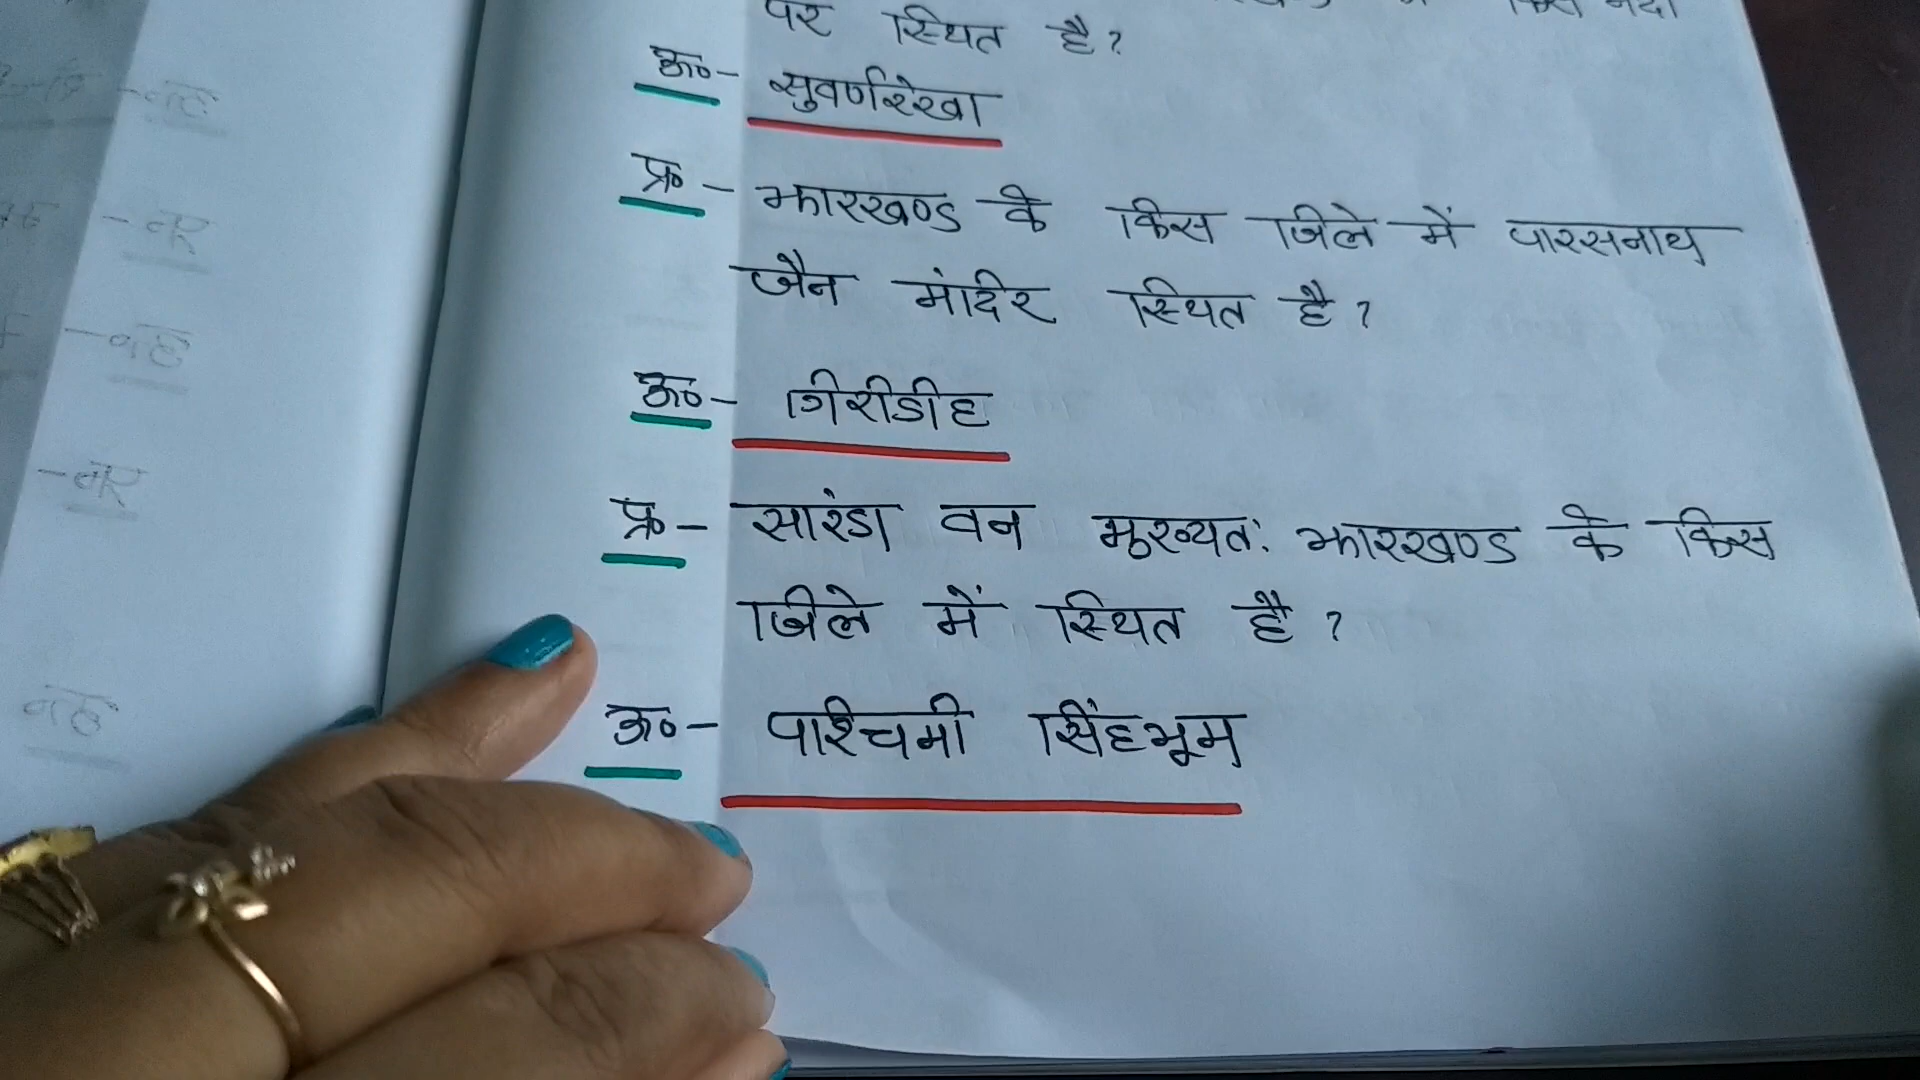 पर स्थित है?
उ०- सुवर्णरेखा
प्र०- झारखण्ड के किस जिले में पारसनाथ
जैन मंदिर स्थित है?
उ०- गिरीडीह
प्र०- सारंडा वन मुख्यतः झारखण्ड के किस
जिले में स्थित है?
उ०- पश्चिमी सिंहभूम